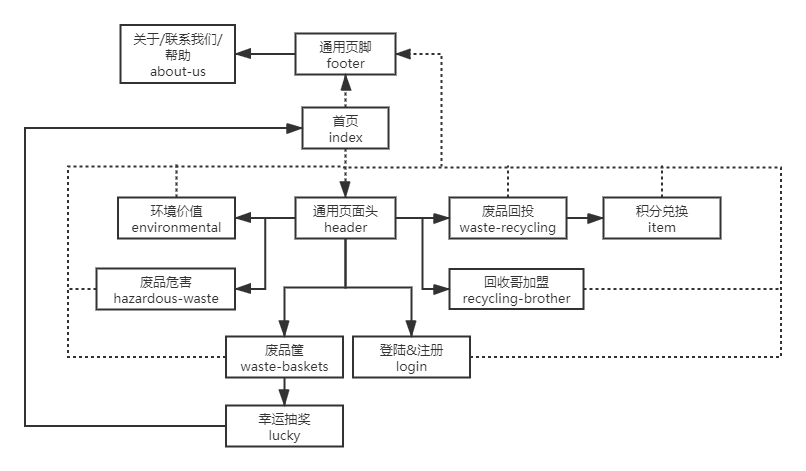 关于/联系我们/
帮助
about-us
通用页脚
footer
首页
index
环境价值
environmental
通用页面头
header
废品回投
waste-recycling
积分兑换
item
废品危害
hazardous-waste
回收哥加盟
recycling-brother
废品筐
waste-baskets
登陆&注册
login
幸运抽奖
lucky